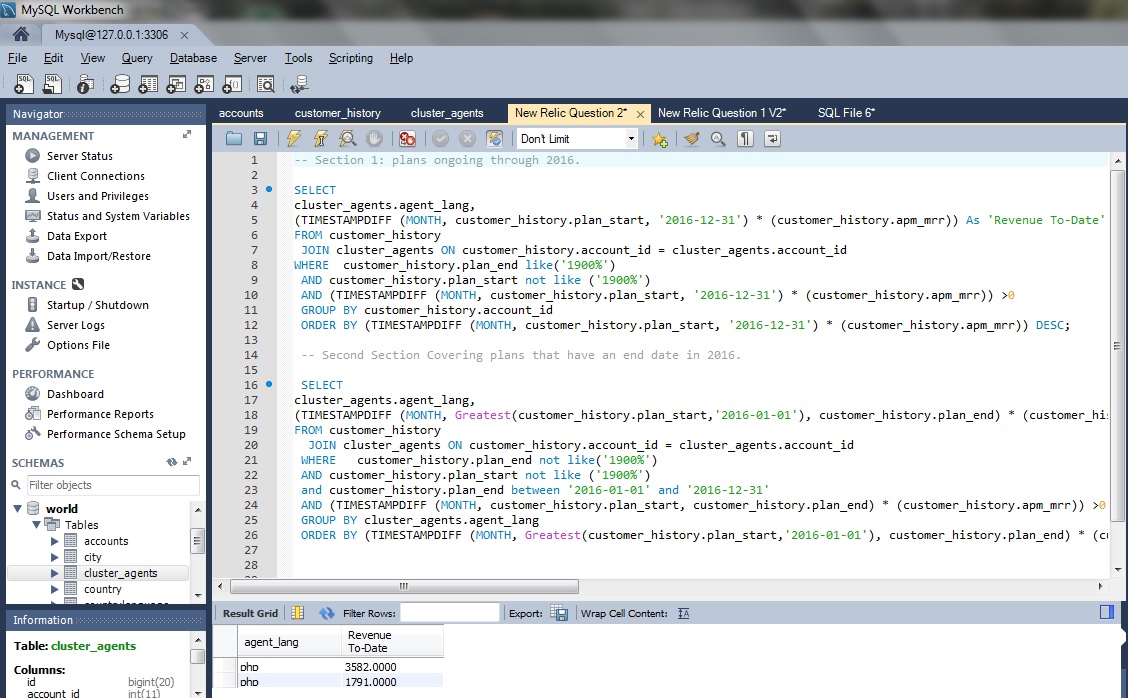 MySQL Workbench
Mysql@127.0.0.1:3306
File Edit View Query Database Server Tools Scripting Help
Navigator
MANAGEMENT
Server Status
Client Connections
Users and Privileges
Status and System Variables
Data Export
Data Import/Restore
INSTANCE
Startup / Shutdown
Server Logs
Options File
PERFORMANCE
Dashboard
Performance Reports
Performance Schema Setup
SCHEMAS
Filter objects
world
Tables
accounts
city
cluster_agents
country
countrylanguage
Information
Table: cluster_agents
Columns:
id bigint(20)
account_id int(11)
accounts customer_history cluster_agents New Relic Question 2* New Relic Question 1 V2* SQL File 6*
Don't Limit
1 -- Section 1: plans ongoing through 2016.
2
3 SELECT
4 cluster_agents.agent_lang,
5 (TIMESTAMPDIFF (MONTH, customer_history.plan_start, '2016-12-31') * (customer_history.apm_mrr)) As 'Revenue To-Date'
6 FROM customer_history
7 JOIN cluster_agents ON customer_history.account_id = cluster_agents.account_id
8 WHERE customer_history.plan_end like('1900%')
9 AND customer_history.plan_start not like ('1900%')
10 AND (TIMESTAMPDIFF (MONTH, customer_history.plan_start, '2016-12-31') * (customer_history.apm_mrr)) >0
11 GROUP BY customer_history.account_id
12 ORDER BY (TIMESTAMPDIFF (MONTH, customer_history.plan_start, '2016-12-31') * (customer_history.apm_mrr)) DESC;
13
14 -- Second Section Covering plans that have an end date in 2016.
15
16 SELECT
17 cluster_agents.agent_lang,
18 (TIMESTAMPDIFF (MONTH, Greatest(customer_history.plan_start,'2016-01-01'), customer_history.plan_end) * (customer_hi
19 FROM customer_history
20 JOIN cluster_agents ON customer_history.account_id = cluster_agents.account_id
21 WHERE customer_history.plan_end not like('1900%')
22 AND customer_history.plan_start not like ('1900%')
23 and customer_history.plan_end between '2016-01-01' and '2016-12-31'
24 AND (TIMESTAMPDIFF (MONTH, customer_history.plan_start, customer_history.plan_end) * (customer_history.apm_mrr)) >0
25 GROUP BY cluster_agents.agent_lang
26 ORDER BY (TIMESTAMPDIFF (MONTH, Greatest(customer_history.plan_start,'2016-01-01'), customer_history.plan_end) * (c
27
28
Result Grid Filter Rows: Export: Wrap Cell Content:
agent_lang Revenue
To-Date
php 3582.0000
php 1791.0000